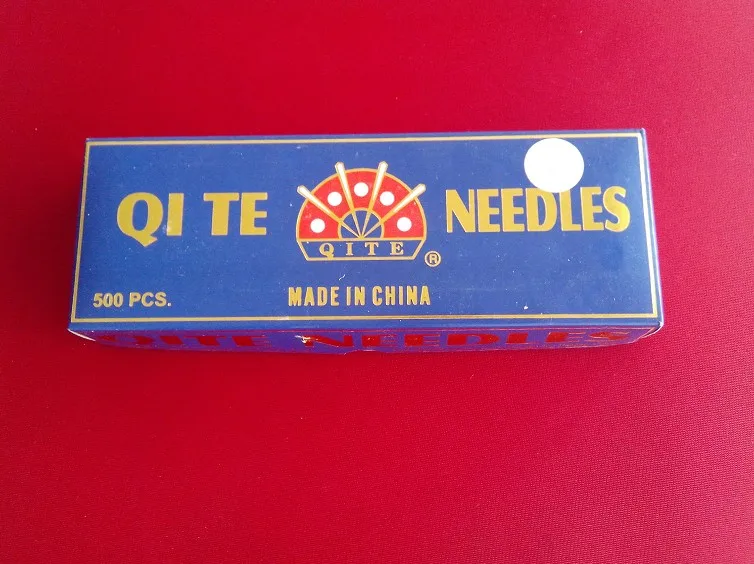 QI TE NEEDLES
QITE ®
500 PCS. MADE IN CHINA
QITE NEEDLES